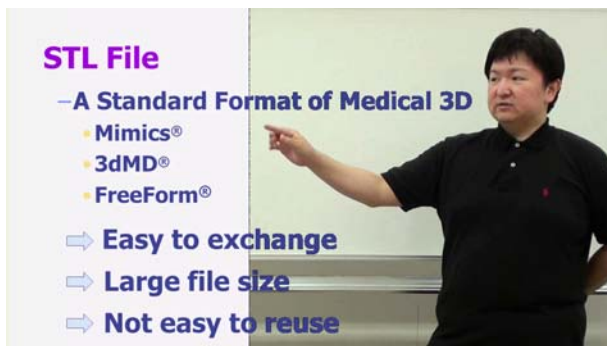 STL File
–A Standard Format of Medical 3D
• Mimics®
• 3dMD®
• FreeForm®
⇨ Easy to exchange
⇨ Large file size
⇨ Not easy to reuse